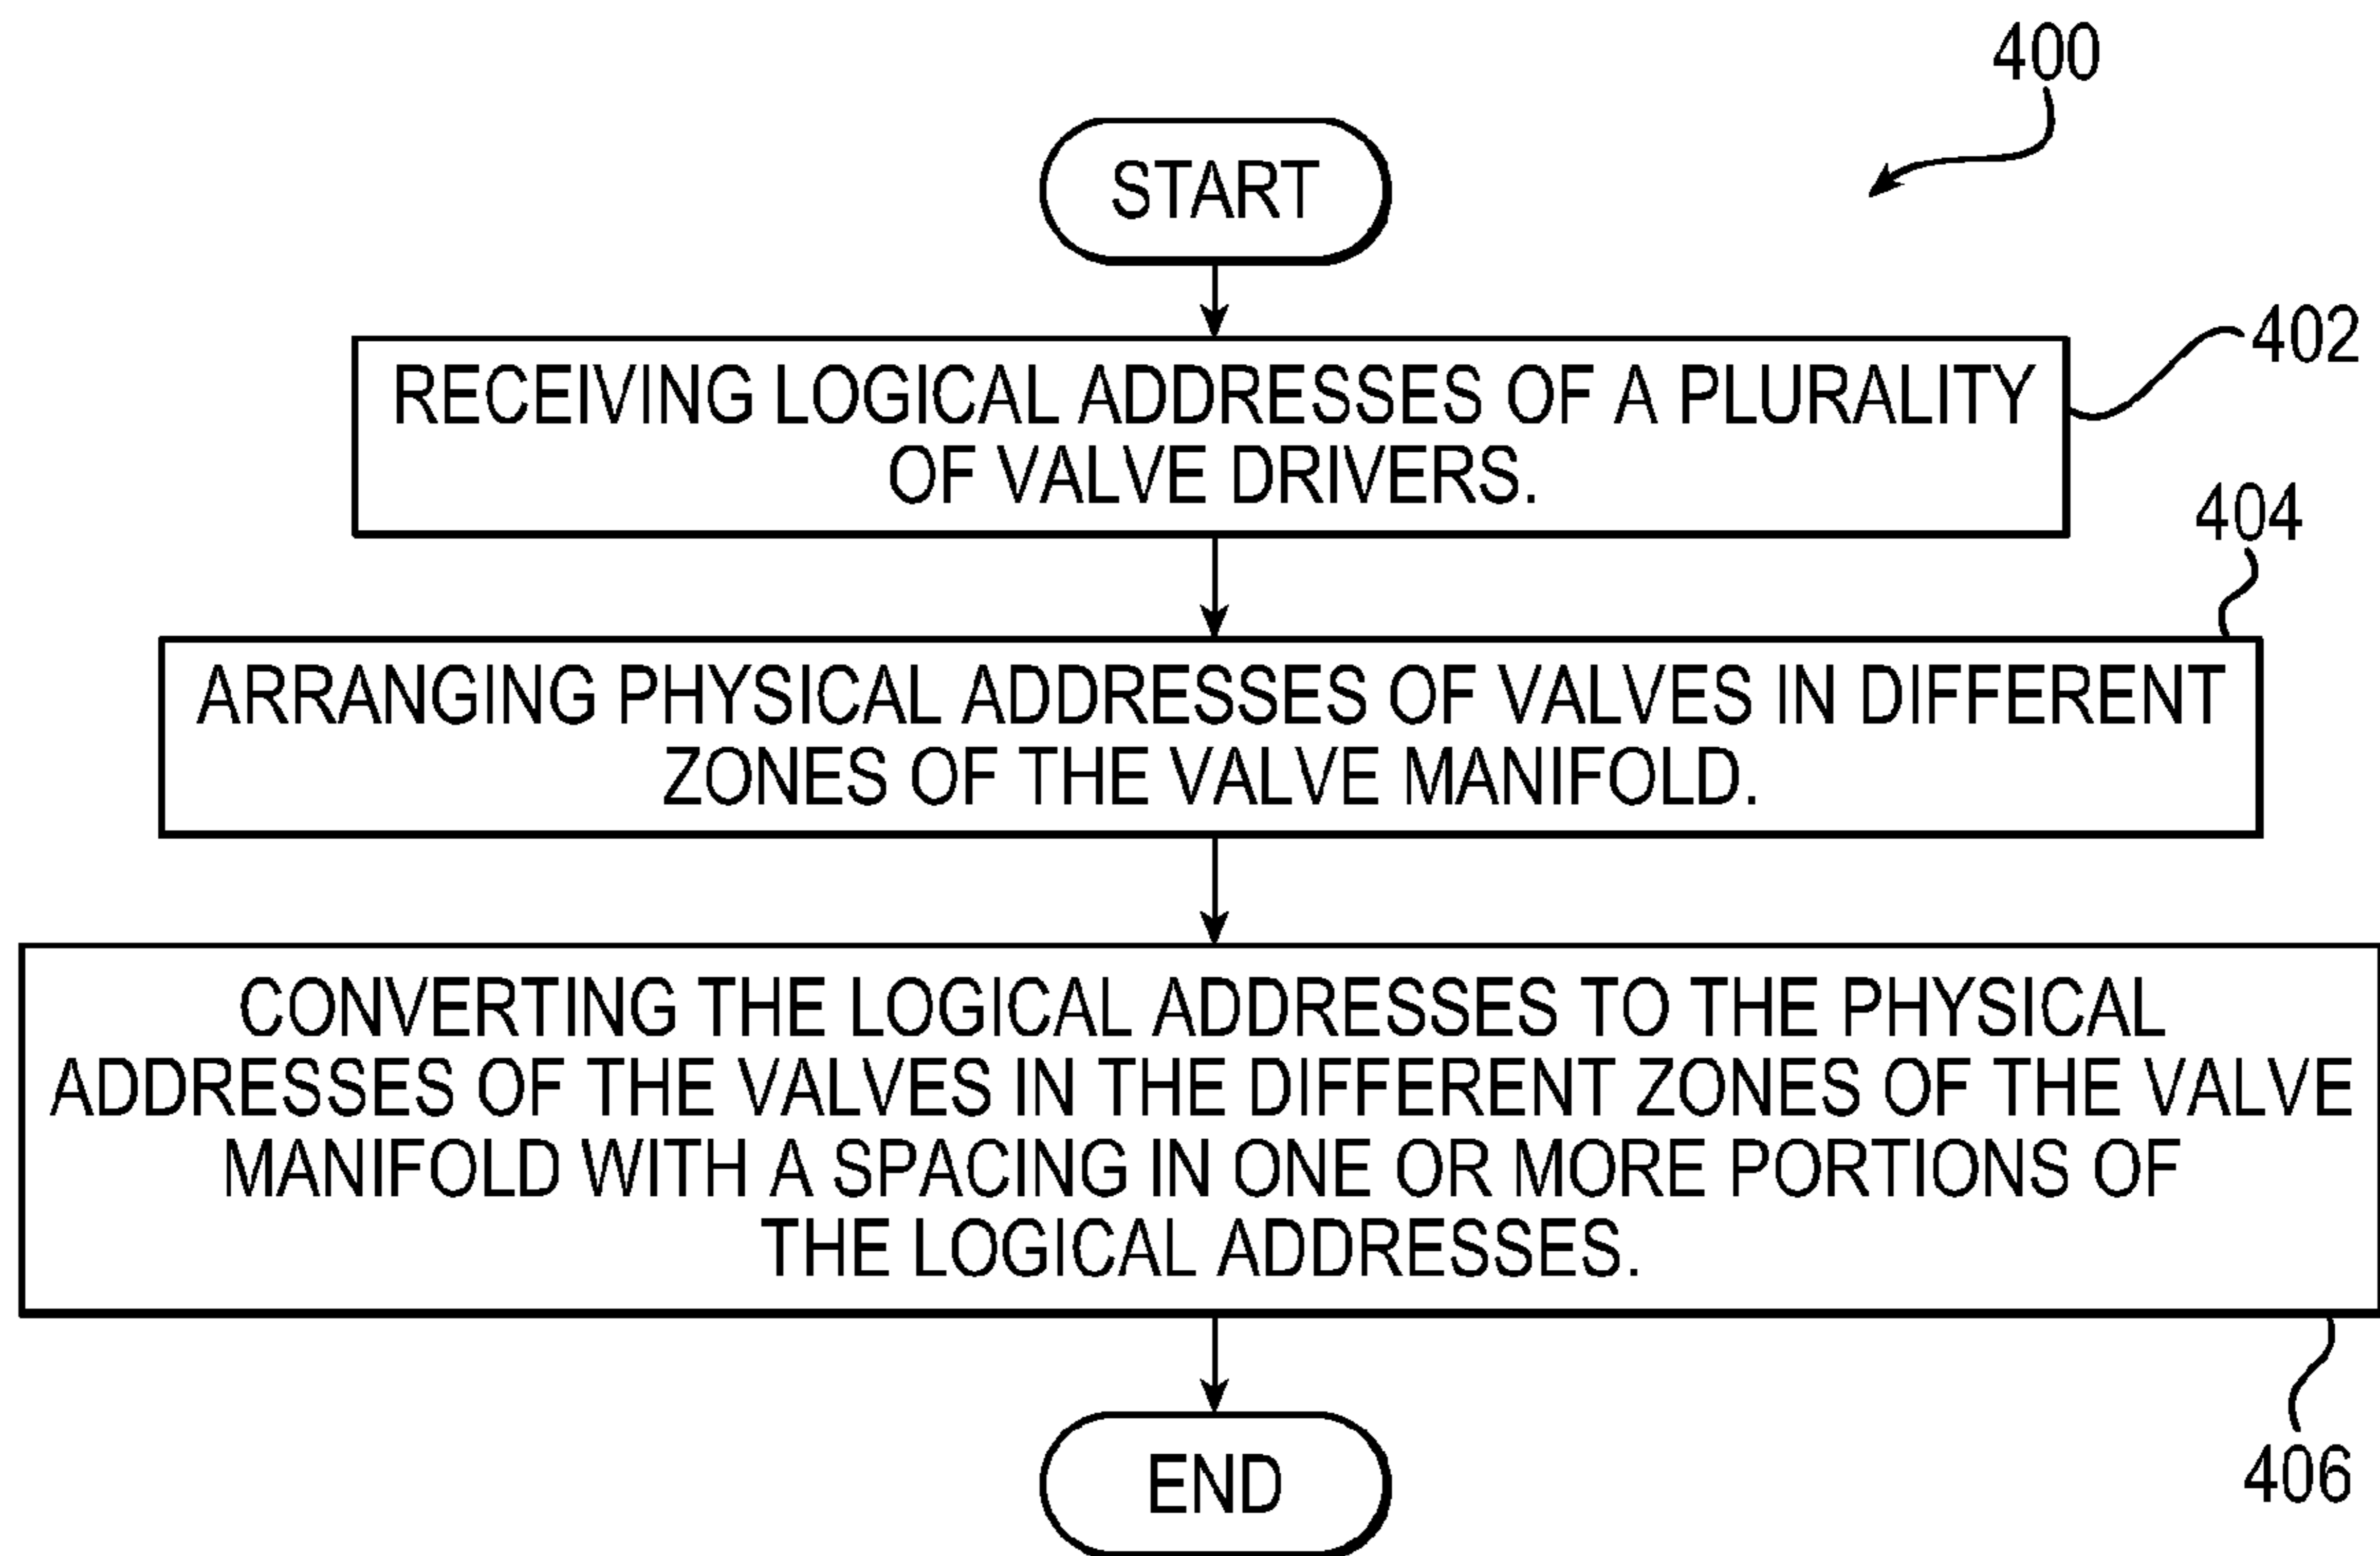 400
START
RECEIVING LOGICAL ADDRESSES OF A PLURALITY
OF VALVE DRIVERS.
402
404
ARRANGING PHYSICAL ADDRESSES OF VALVES IN DIFFERENT
ZONES OF THE VALVE MANIFOLD.
CONVERTING THE LOGICAL ADDRESSES TO THE PHYSICAL
ADDRESSES OF THE VALVES IN THE DIFFERENT ZONES OF THE VALVE
MANIFOLD WITH A SPACING IN ONE OR MORE PORTIONS OF
THE LOGICAL ADDRESSES.
406
END